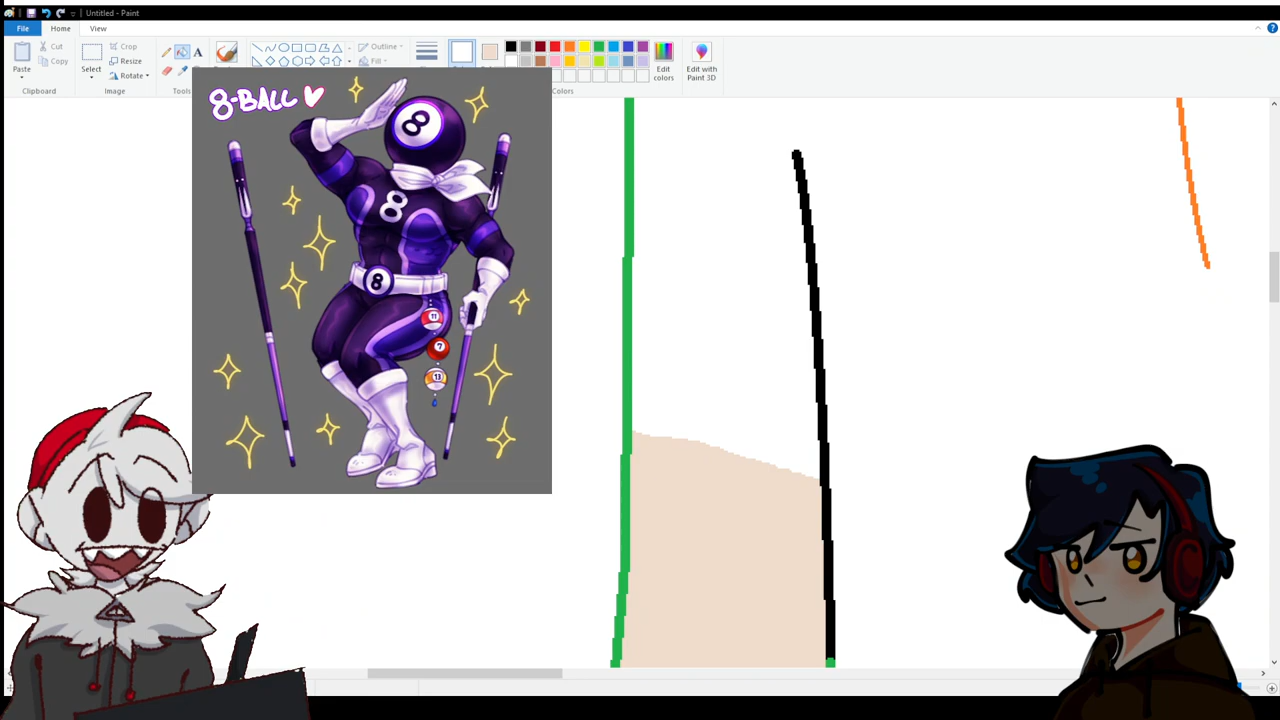 Untitled - Paint
File Home View
Paste
Cut
Copy
Clipboard
Select
Crop
Resize
Rotate
Image
A
Tools
Outline
Fill
Edit colors
Edit with Paint 3D
Colors
8-BALL
8
8
8
11
7
13